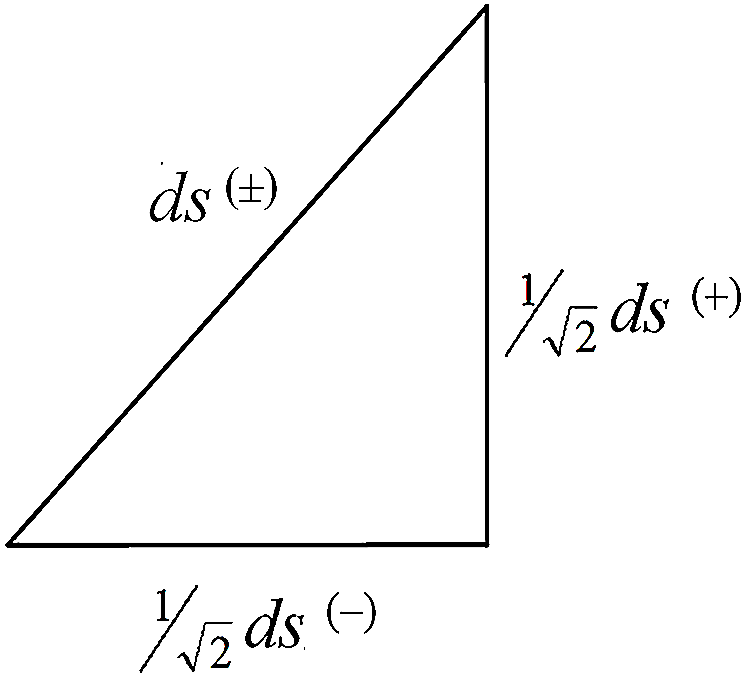 ds (±)
1/√2 ds (+)
1/√2 ds (−)